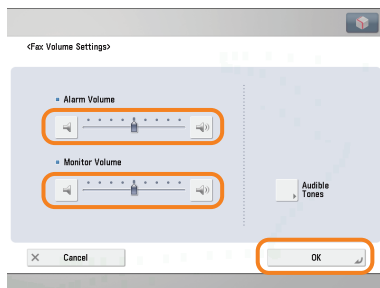 <Fax Volume Settings>
Alarm Volume
Monitor Volume
Audible
Tones
Cancel
OK